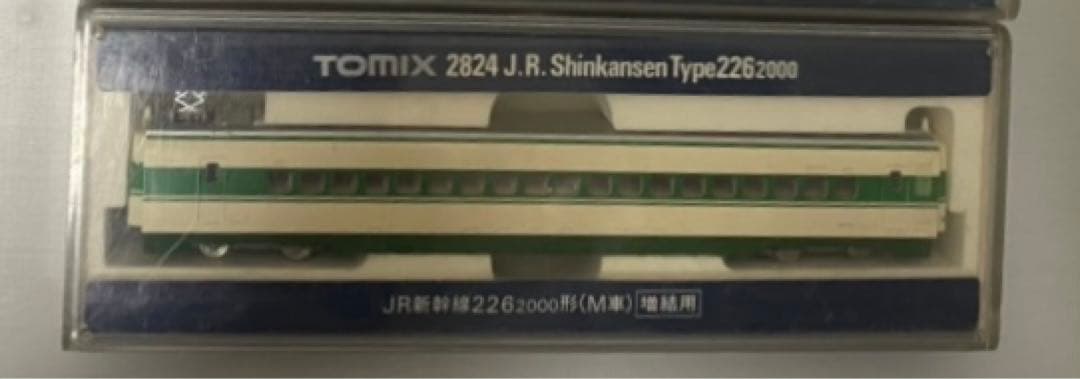 TOMIX 2824 J.R. Shinkansen Type226 2000
JR新幹線226 2000形(M車) 増結用